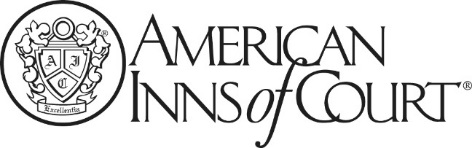 ®
A I
C
Excellentia
AMERICAN
INNS of COURT®